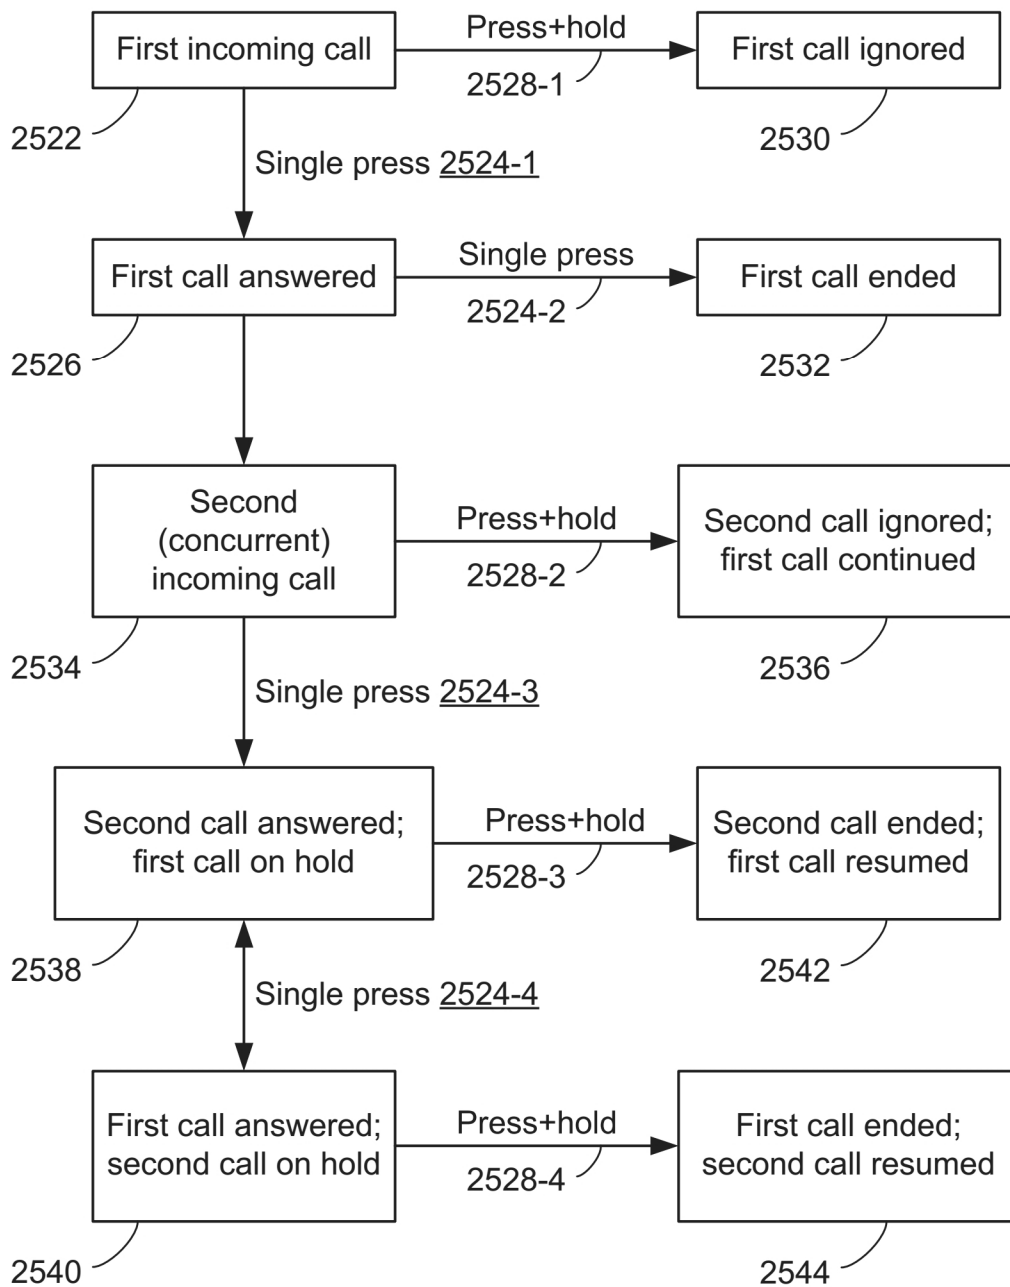 First incoming call
Press+hold
2528-1
First call ignored
2522
2530
Single press 2524-1
First call answered
Single press
2524-2
First call ended
2526
2532
Second
(concurrent)
incoming call
Press+hold
2528-2
Second call ignored;
first call continued
2534
2536
Single press 2524-3
Second call answered;
first call on hold
Press+hold
2528-3
Second call ended;
first call resumed
2538
2542
Single press 2524-4
First call answered;
second call on hold
Press+hold
2528-4
First call ended;
second call resumed
2540
2544